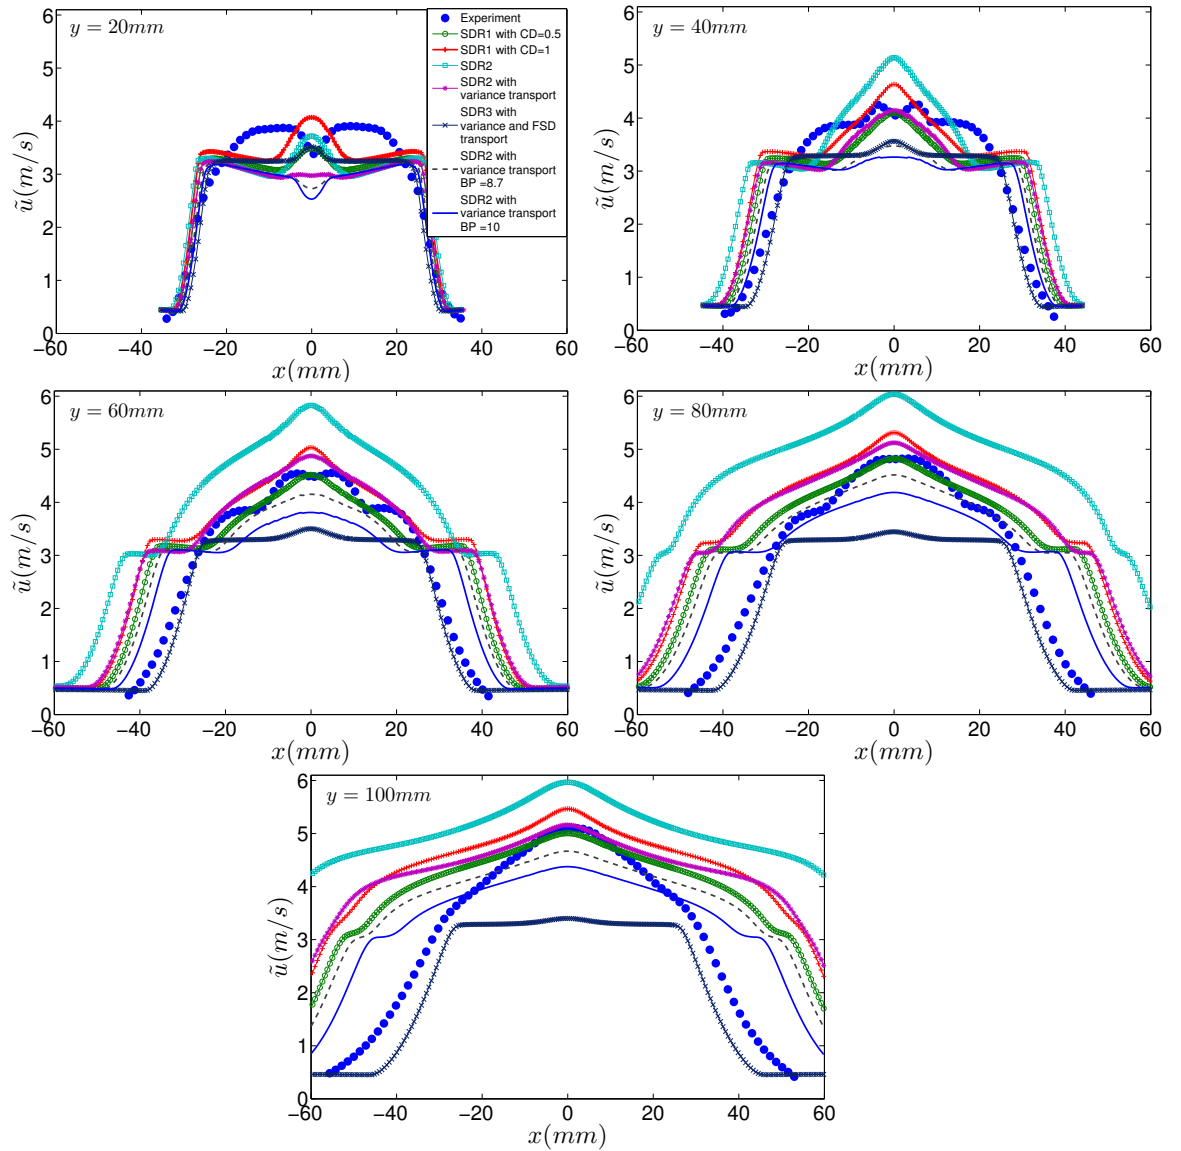 y = 20mm
Experiment
SDR1 with CD=0.5
SDR1 with CD=1
SDR2
SDR2 with
variance transport
SDR3 with
variance and FSD
transport
SDR2 with
variance transport
BP =8.7
SDR2 with
variance transport
BP =10
ũ(m/s)
6
5
4
3
2
1
0
−60 −40 −20 0 20 40 60
x(mm)
y = 40mm
ũ(m/s)
6
5
4
3
2
1
0
−60 −40 −20 0 20 40 60
x(mm)
y = 60mm
ũ(m/s)
6
5
4
3
2
1
0
−60 −40 −20 0 20 40 60
x(mm)
y = 80mm
ũ(m/s)
6
5
4
3
2
1
0
−60 −40 −20 0 20 40 60
x(mm)
y = 100mm
ũ(m/s)
6
5
4
3
2
1
0
−60 −40 −20 0 20 40 60
x(mm)